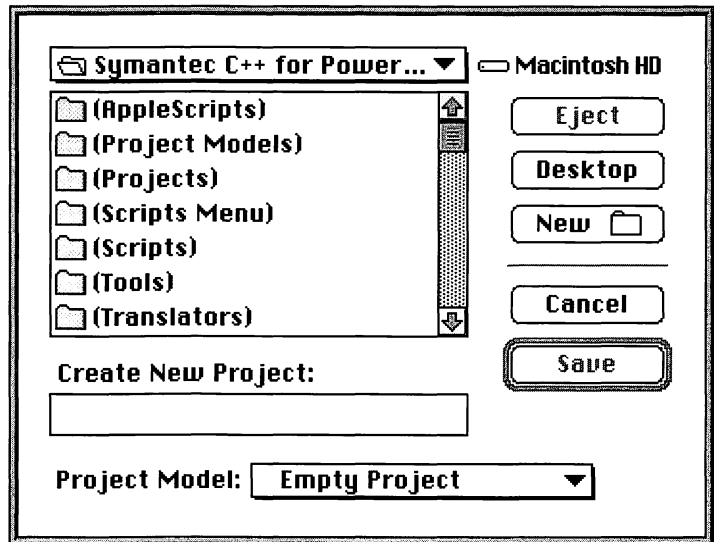 Symantec C++ for Power...
Macintosh HD
(AppleScripts)
(Project Models)
(Projects)
(Scripts Menu)
(Scripts)
(Tools)
(Translators)
Eject
Desktop
New
Cancel
Save
Create New Project:
Project Model: Empty Project